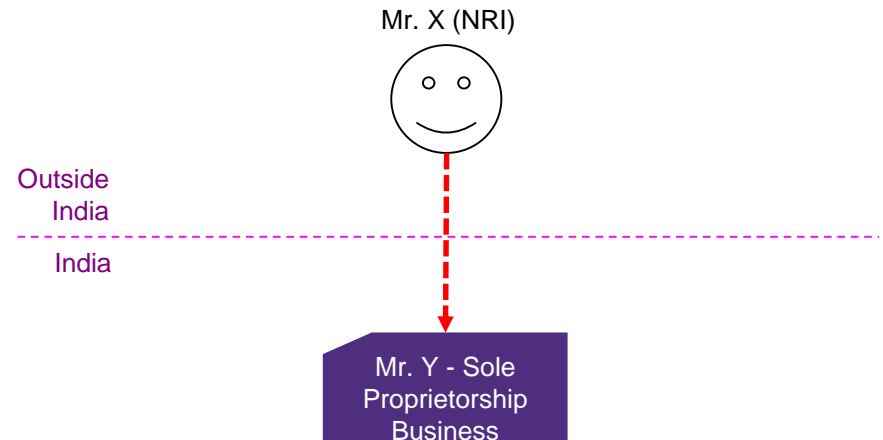 Mr. X (NRI)
Outside
India
India
Mr. Y - Sole
Proprietorship
Business